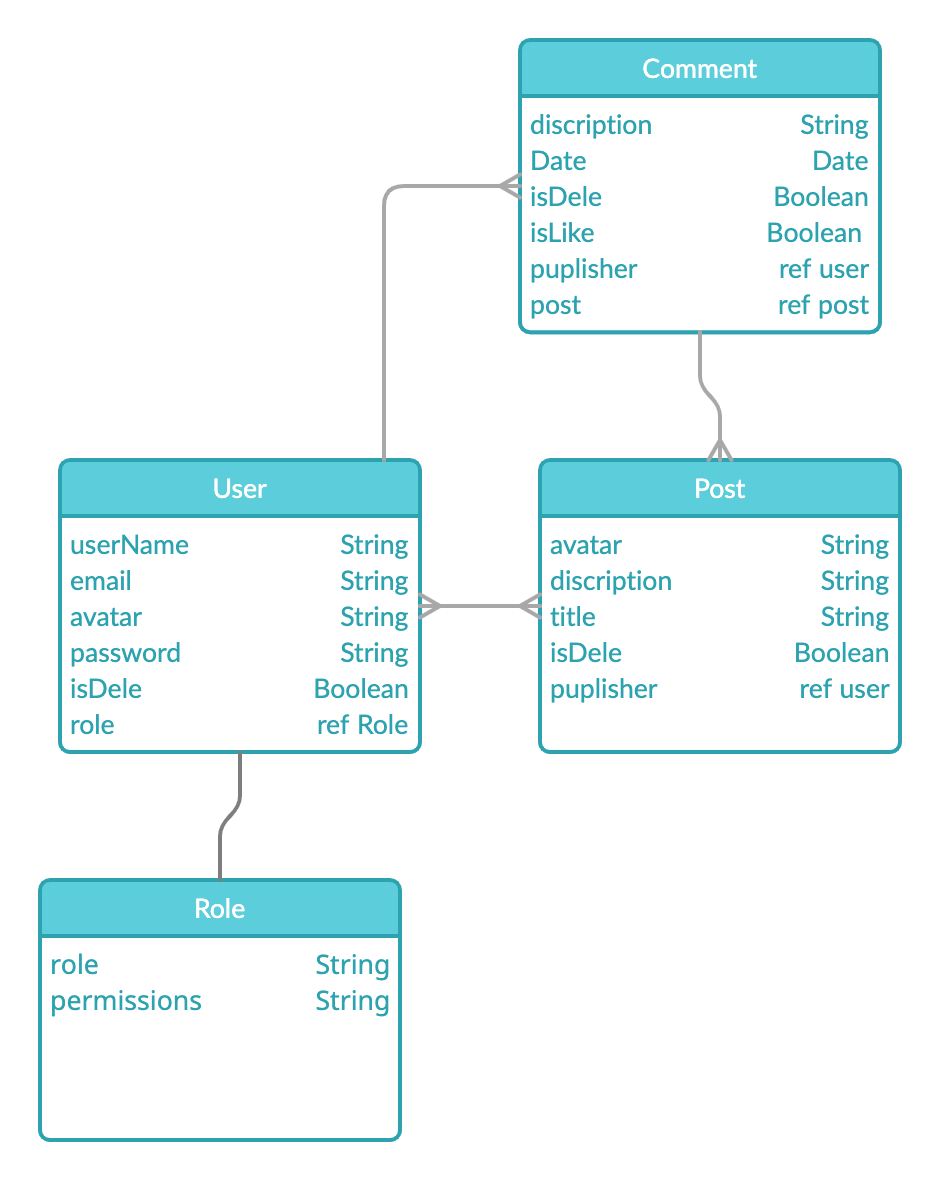 Comment
discription String
Date Date
isDele Boolean
isLike Boolean
puplisher ref user
post ref post
User
userName String
email String
avatar String
password String
isDele Boolean
role ref Role
Post
avatar String
discription String
title String
isDele Boolean
puplisher ref user
Role
role String
permissions String